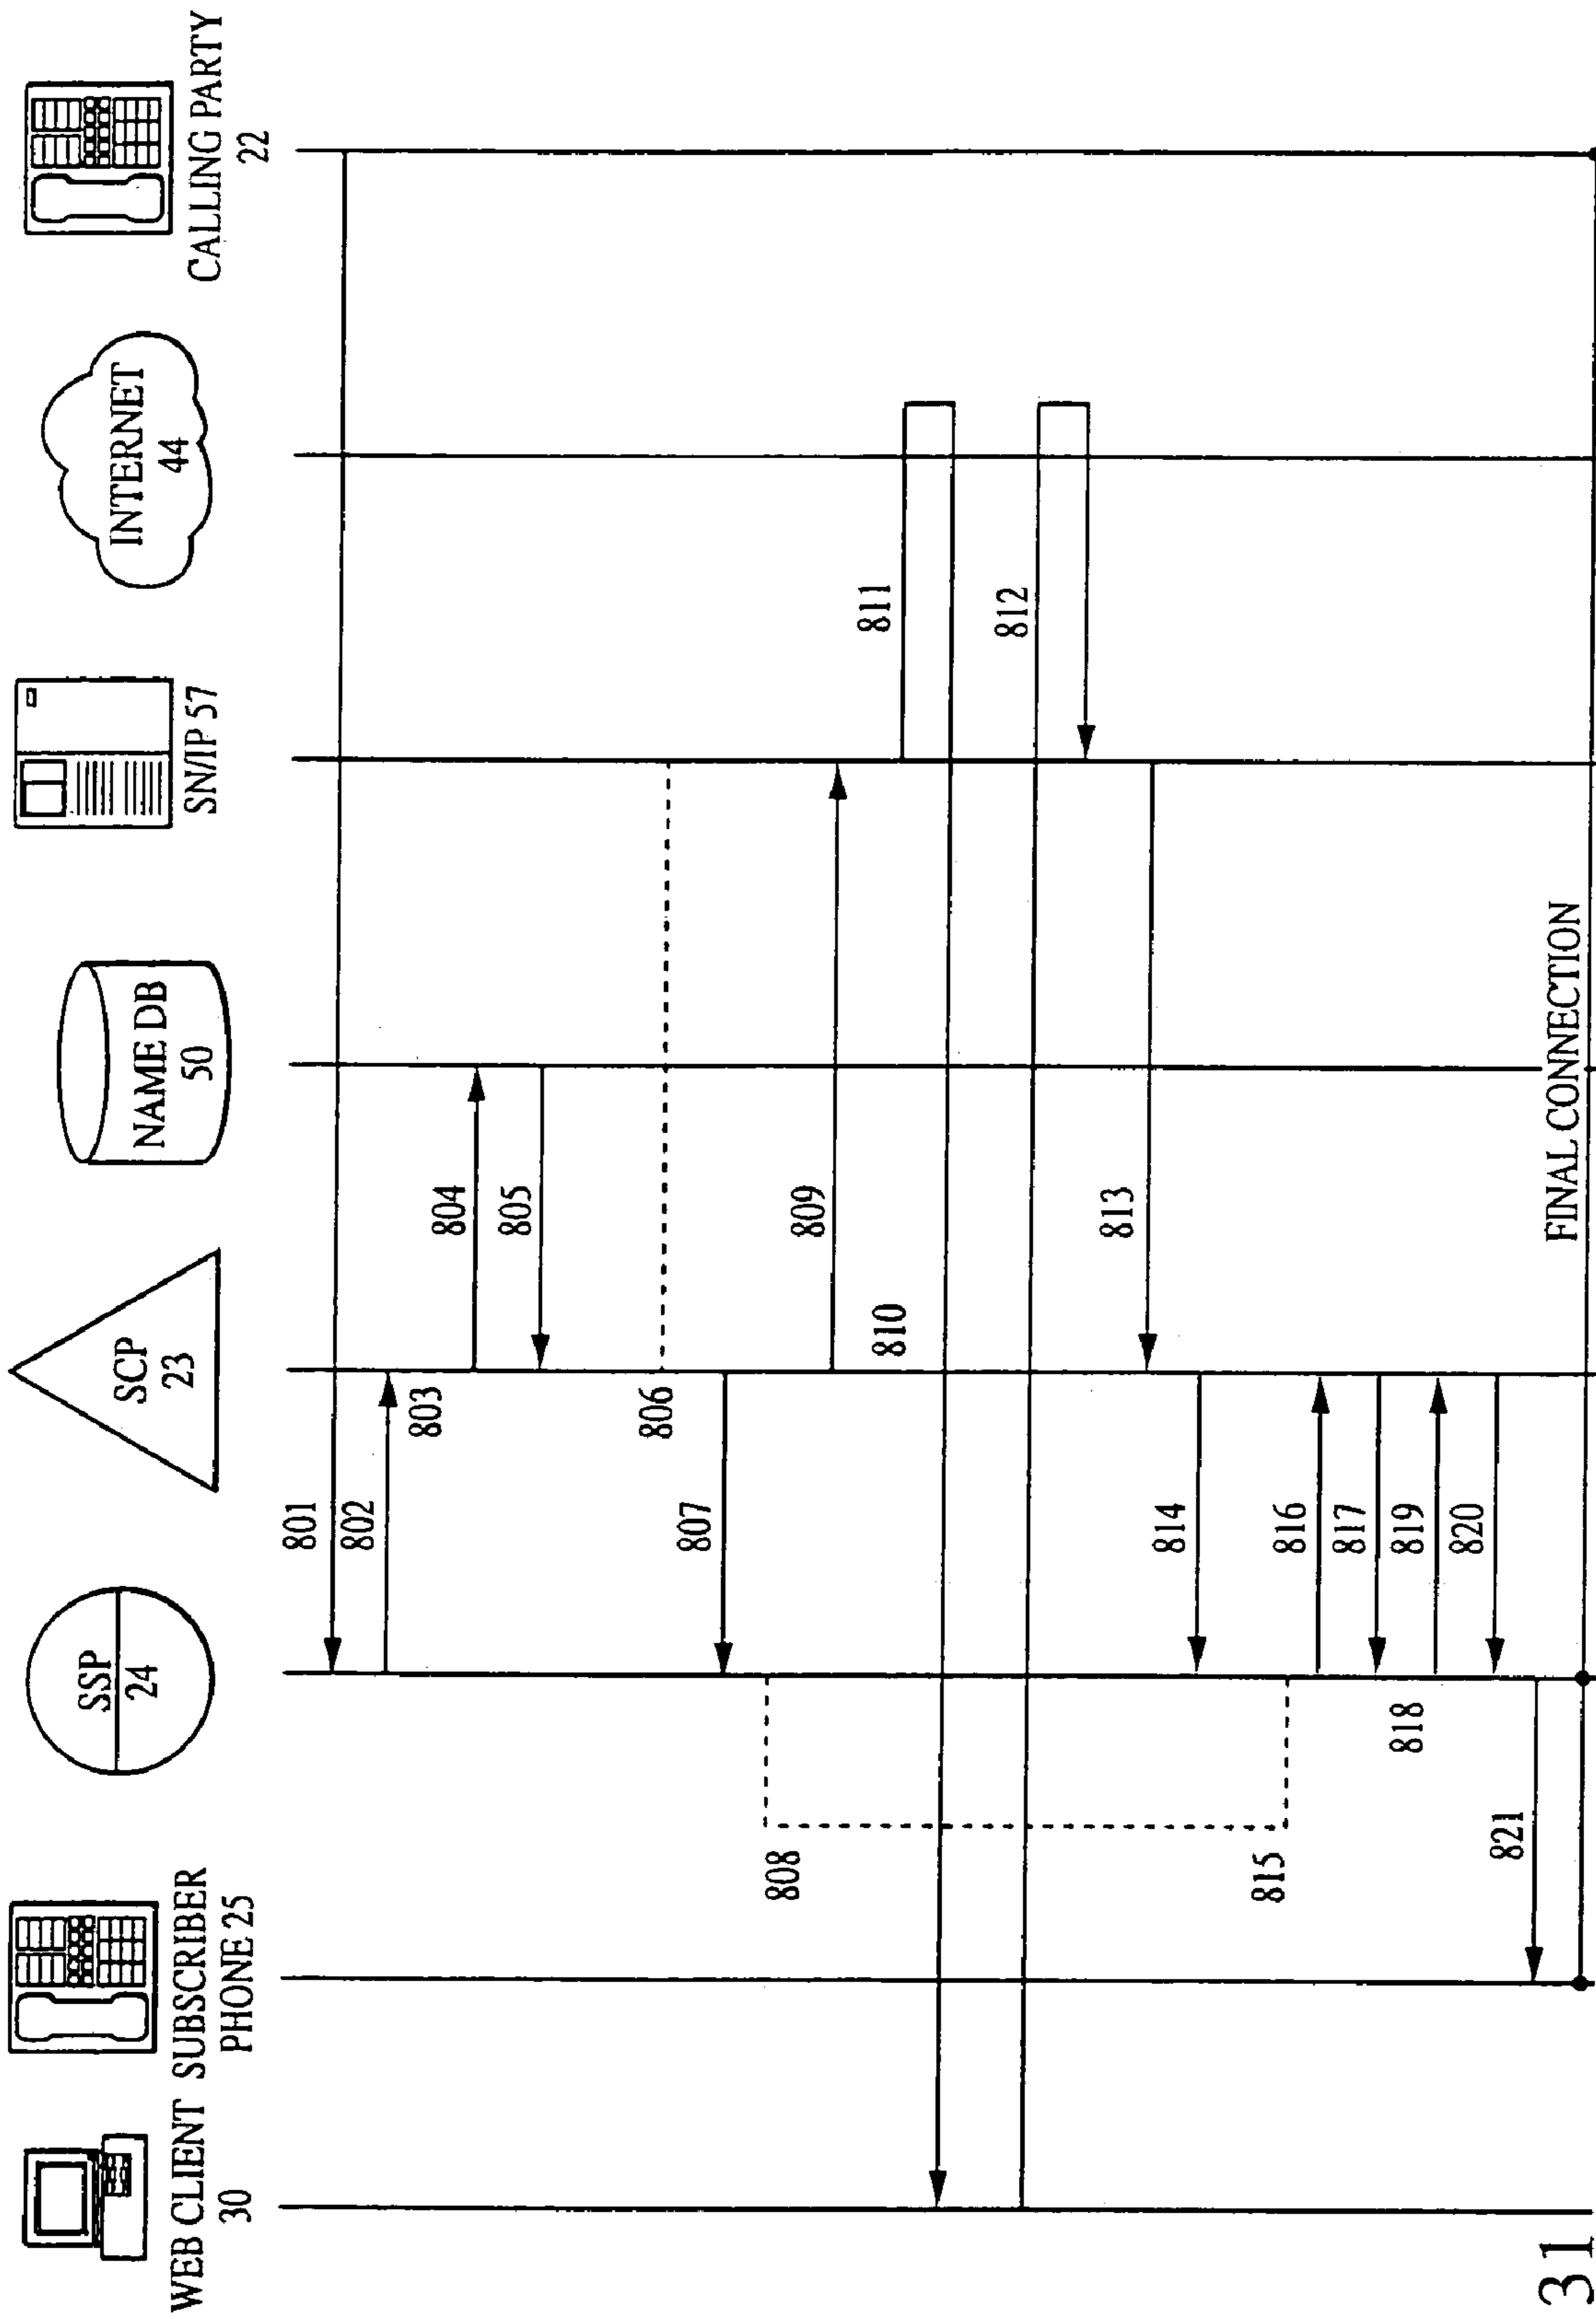 WEB CLIENT
30
SUBSCRIBER
PHONE 25
SSP
24
SCP
23
NAME DB
50
SN/IP 57
INTERNET
44
CALLING PARTY
22
801
802
803
804
805
806
807
808
809
810
811
812
813
814
815
816
817
818
819
820
821
FINAL CONNECTION
31